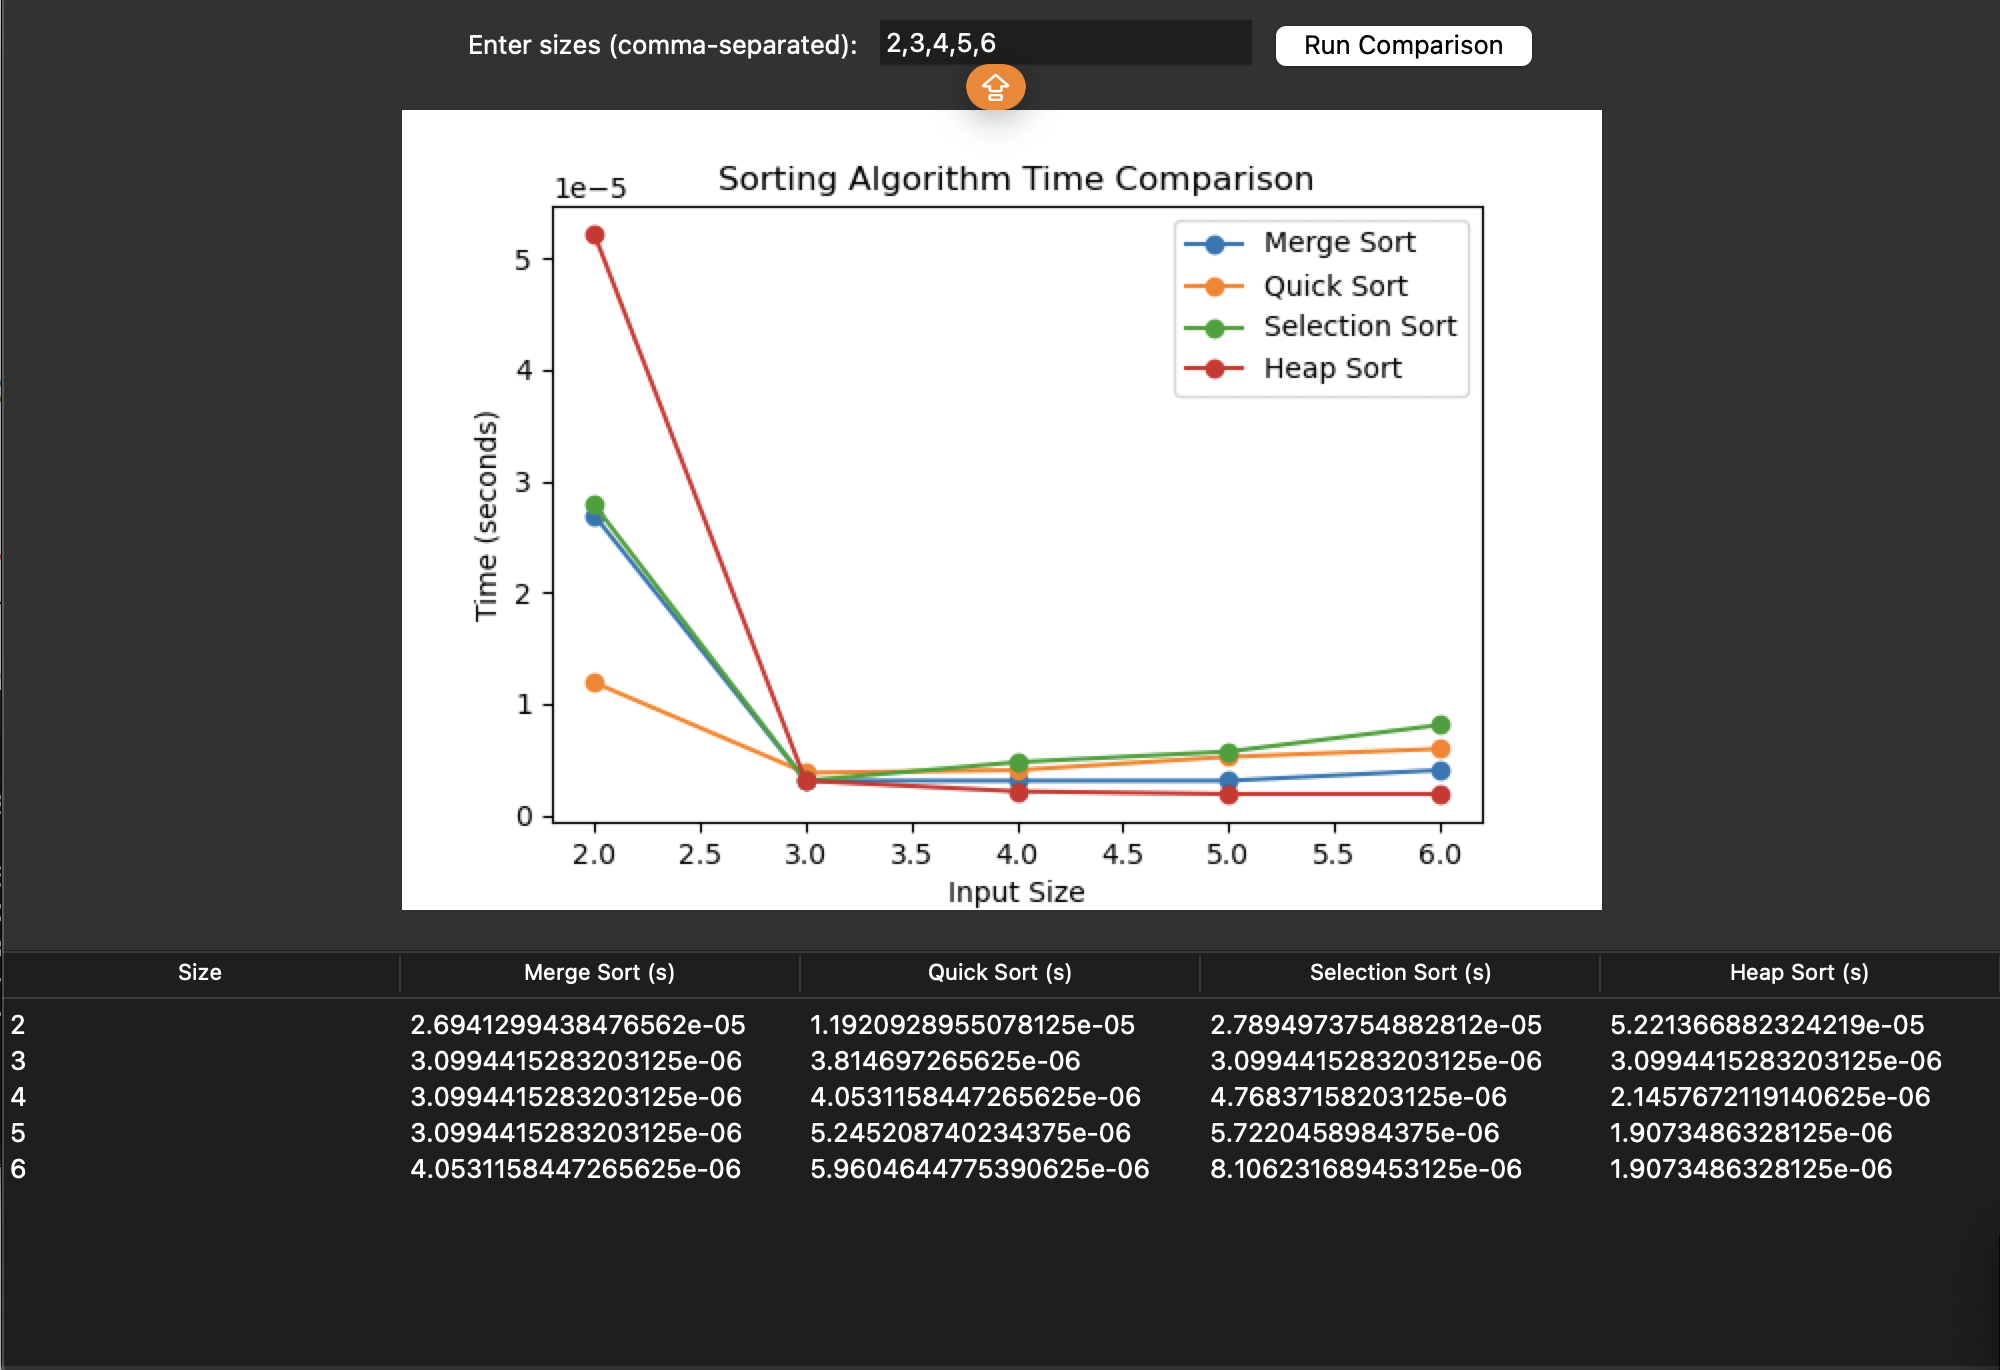 Enter sizes (comma-separated): 2,3,4,5,6 Run Comparison
Sorting Algorithm Time Comparison
1e−5
Merge Sort
Quick Sort
Selection Sort
Heap Sort
5
4
3
2
1
0
Time (seconds)
2.0 2.5 3.0 3.5 4.0 4.5 5.0 5.5 6.0
Input Size
Size Merge Sort (s) Quick Sort (s) Selection Sort (s) Heap Sort (s)
2 2.6941299438476562e-05 1.1920928955078125e-05 2.7894973754882812e-05 5.221366882324219e-05
3 3.0994415283203125e-06 3.814697265625e-06 3.0994415283203125e-06 3.0994415283203125e-06
4 3.0994415283203125e-06 4.0531158447265625e-06 4.76837158203125e-06 2.1457672119140625e-06
5 3.0994415283203125e-06 5.245208740234375e-06 5.7220458984375e-06 1.9073486328125e-06
6 4.0531158447265625e-06 5.9604644775390625e-06 8.106231689453125e-06 1.9073486328125e-06